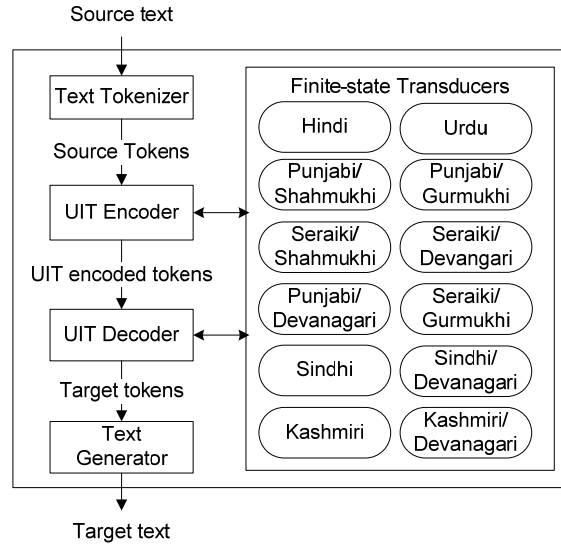 Source text
Text Tokenizer
Source Tokens
UIT Encoder
UIT encoded tokens
UIT Decoder
Target tokens
Text
Generator
Target text
Finite-state Transducers
Hindi
Urdu
Punjabi/
Shahmukhi
Punjabi/
Gurmukhi
Seraiki/
Shahmukhi
Seraiki/
Devangari
Punjabi/
Devanagari
Seraiki/
Gurmukhi
Sindhi
Sindhi/
Devanagari
Kashmiri
Kashmiri/
Devanagari